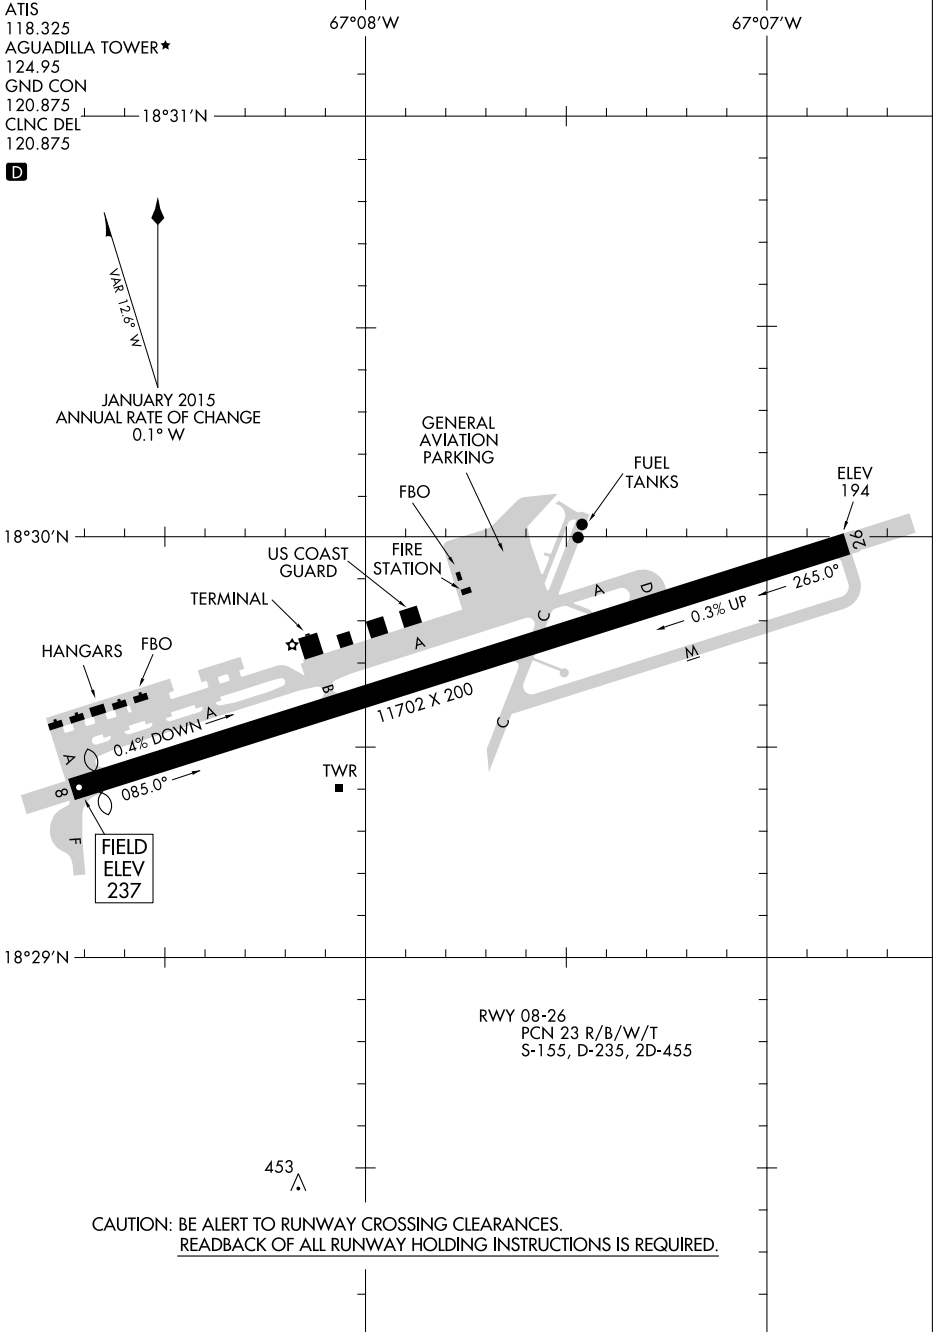 ATIS
118.325
AGUADILLA TOWER★
124.95
GND CON
120.875
CLNC DEL
120.875
D
67°08'W
67°07'W
18°31'N
VAR 12.6° W
JANUARY 2015
ANNUAL RATE OF CHANGE
0.1° W
GENERAL
AVIATION
PARKING
FUEL
TANKS
ELEV
194
FBO
18°30'N
26
US COAST
GUARD
FIRE
STATION
265.0°
0.3% UP
A
D
C
TERMINAL
A
HANGARS
FBO
W
B
11702 X 200
A
C
0.4% DOWN
A
085.0°
TWR
8
F
FIELD
ELEV
237
18°29'N
RWY 08-26
PCN 23 R/B/W/T
S-155, D-235, 2D-455
453
CAUTION: BE ALERT TO RUNWAY CROSSING CLEARANCES.
READBACK OF ALL RUNWAY HOLDING INSTRUCTIONS IS REQUIRED.